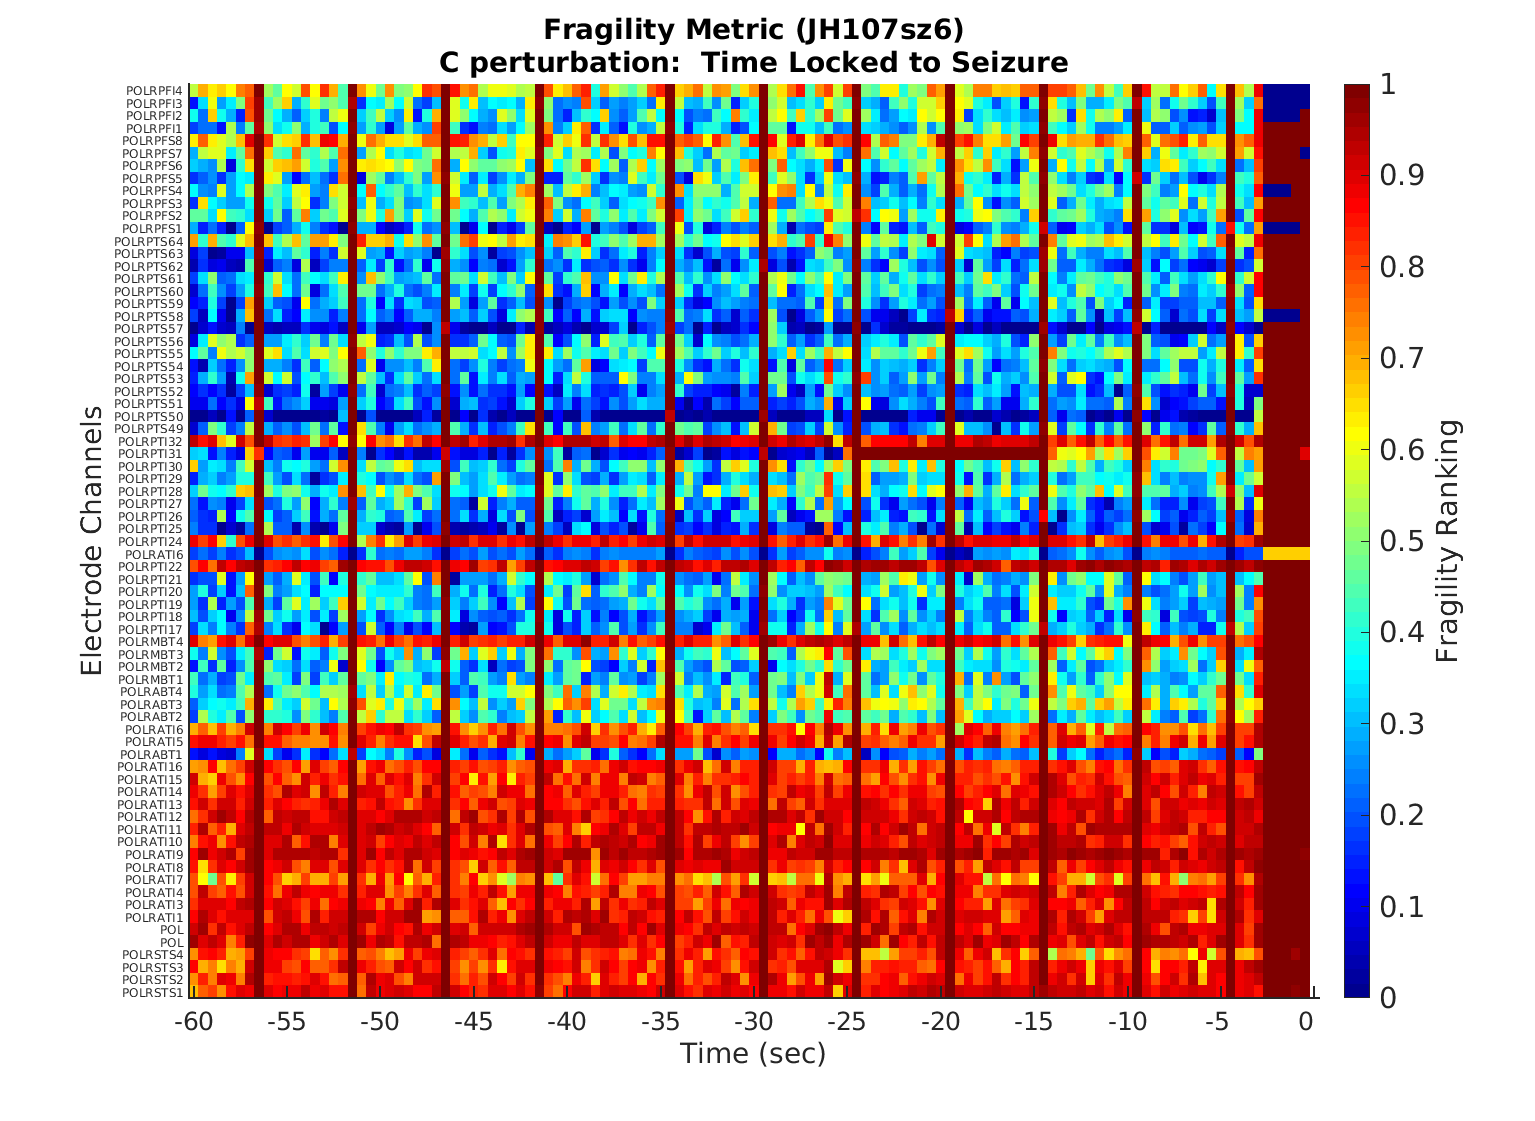 Fragility Metric (JH107sz6)
C perturbation:  Time Locked to Seizure
Electrode Channels
POLRPFI4
POLRPFI3
POLRPFI2
POLRPFI1
POLRPFS8
POLRPFS7
POLRPFS6
POLRPFS5
POLRPFS4
POLRPFS3
POLRPFS2
POLRPFS1
POLRPTS64
POLRPTS63
POLRPTS62
POLRPTS61
POLRPTS60
POLRPTS59
POLRPTS58
POLRPTS57
POLRPTS56
POLRPTS55
POLRPTS54
POLRPTS53
POLRPTS52
POLRPTS51
POLRPTS50
POLRPTS49
POLRPTI32
POLRPTI31
POLRPTI30
POLRPTI29
POLRPTI28
POLRPTI27
POLRPTI26
POLRPTI25
POLRPTI24
POLRATI6
POLRPTI22
POLRPTI21
POLRPTI20
POLRPTI19
POLRPTI18
POLRPTI17
POLRMBT4
POLRMBT3
POLRMBT2
POLRMBT1
POLRABT4
POLRABT3
POLRABT2
POLRATI6
POLRATI5
POLRABT1
POLRATI16
POLRATI15
POLRATI14
POLRATI13
POLRATI12
POLRATI11
POLRATI10
POLRATI9
POLRATI8
POLRATI7
POLRATI4
POLRATI3
POLRATI1
POL
POL
POLRSTS4
POLRSTS3
POLRSTS2
POLRSTS1
-60 -55 -50 -45 -40 -35 -30 -25 -20 -15 -10 -5 0
Time (sec)
1
0.9
0.8
0.7
0.6
0.5
0.4
0.3
0.2
0.1
0
Fragility Ranking